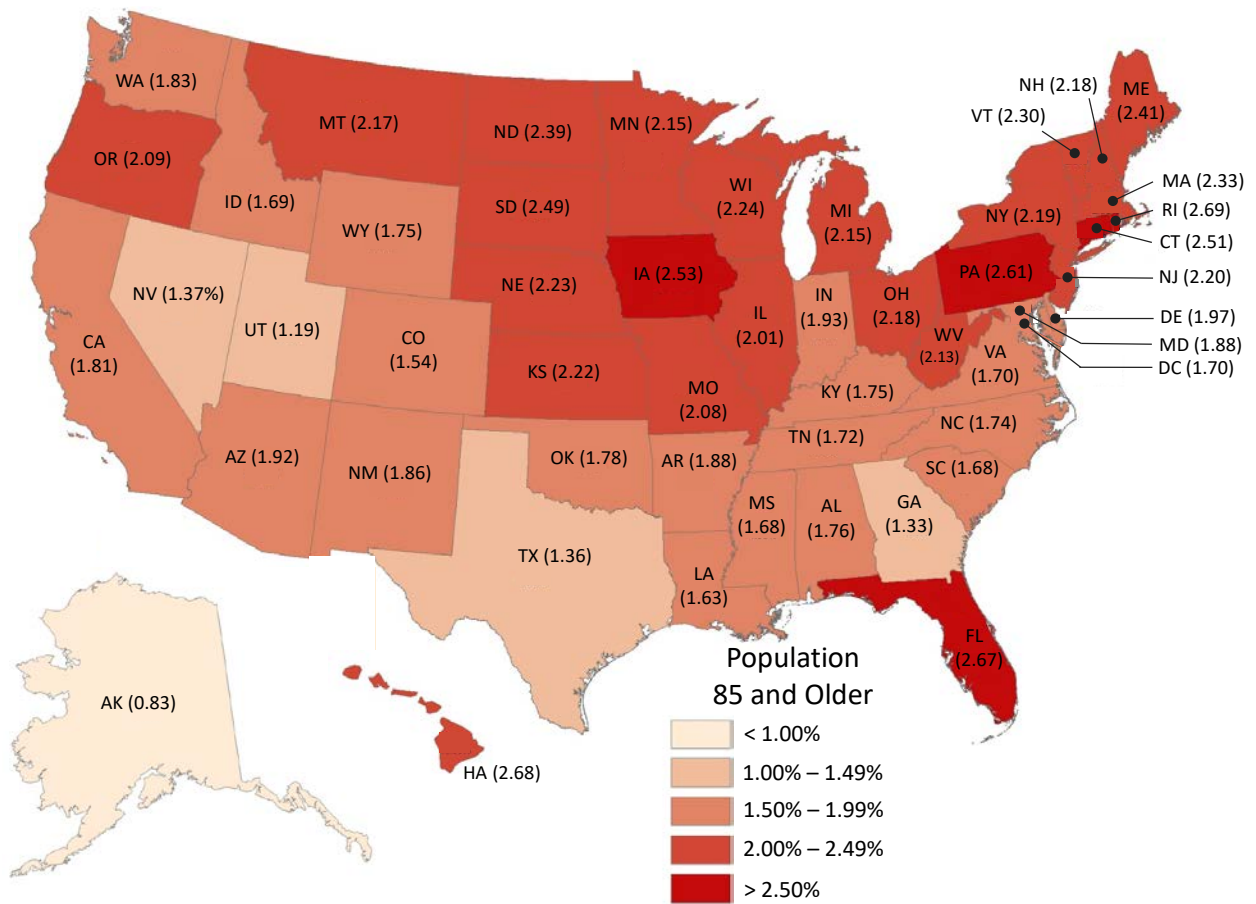 WA (1.83)
MT (2.17)
ND (2.39)
MN (2.15)
NH (2.18)
VT (2.30)
ME
(2.41)
OR (2.09)
ID (1.69)
WY (1.75)
SD (2.49)
WI
(2.24)
MI
(2.15)
NY (2.19)
MA (2.33)
RI (2.69)
CT (2.51)
NJ (2.20)
DE (1.97)
MD (1.88)
DC (1.70)
NV (1.37%)
UT (1.19)
CA
(1.81)
CO
(1.54)
NE (2.23)
IA (2.53)
IL
(2.01)
IN
(1.93)
OH
(2.18)
PA (2.61)
WV
(2.13)
VA
(1.70)
KS (2.22)
MO
(2.08)
KY (1.75)
AZ (1.92)
NM (1.86)
OK (1.78)
AR (1.88)
TN (1.72)
NC (1.74)
SC (1.68)
TX (1.36)
LA
(1.63)
MS
(1.68)
AL
(1.76)
GA
(1.33)
FL
(2.67)
AK (0.83)
HA (2.68)
Population
85 and Older
< 1.00%
1.00% – 1.49%
1.50% – 1.99%
2.00% – 2.49%
> 2.50%